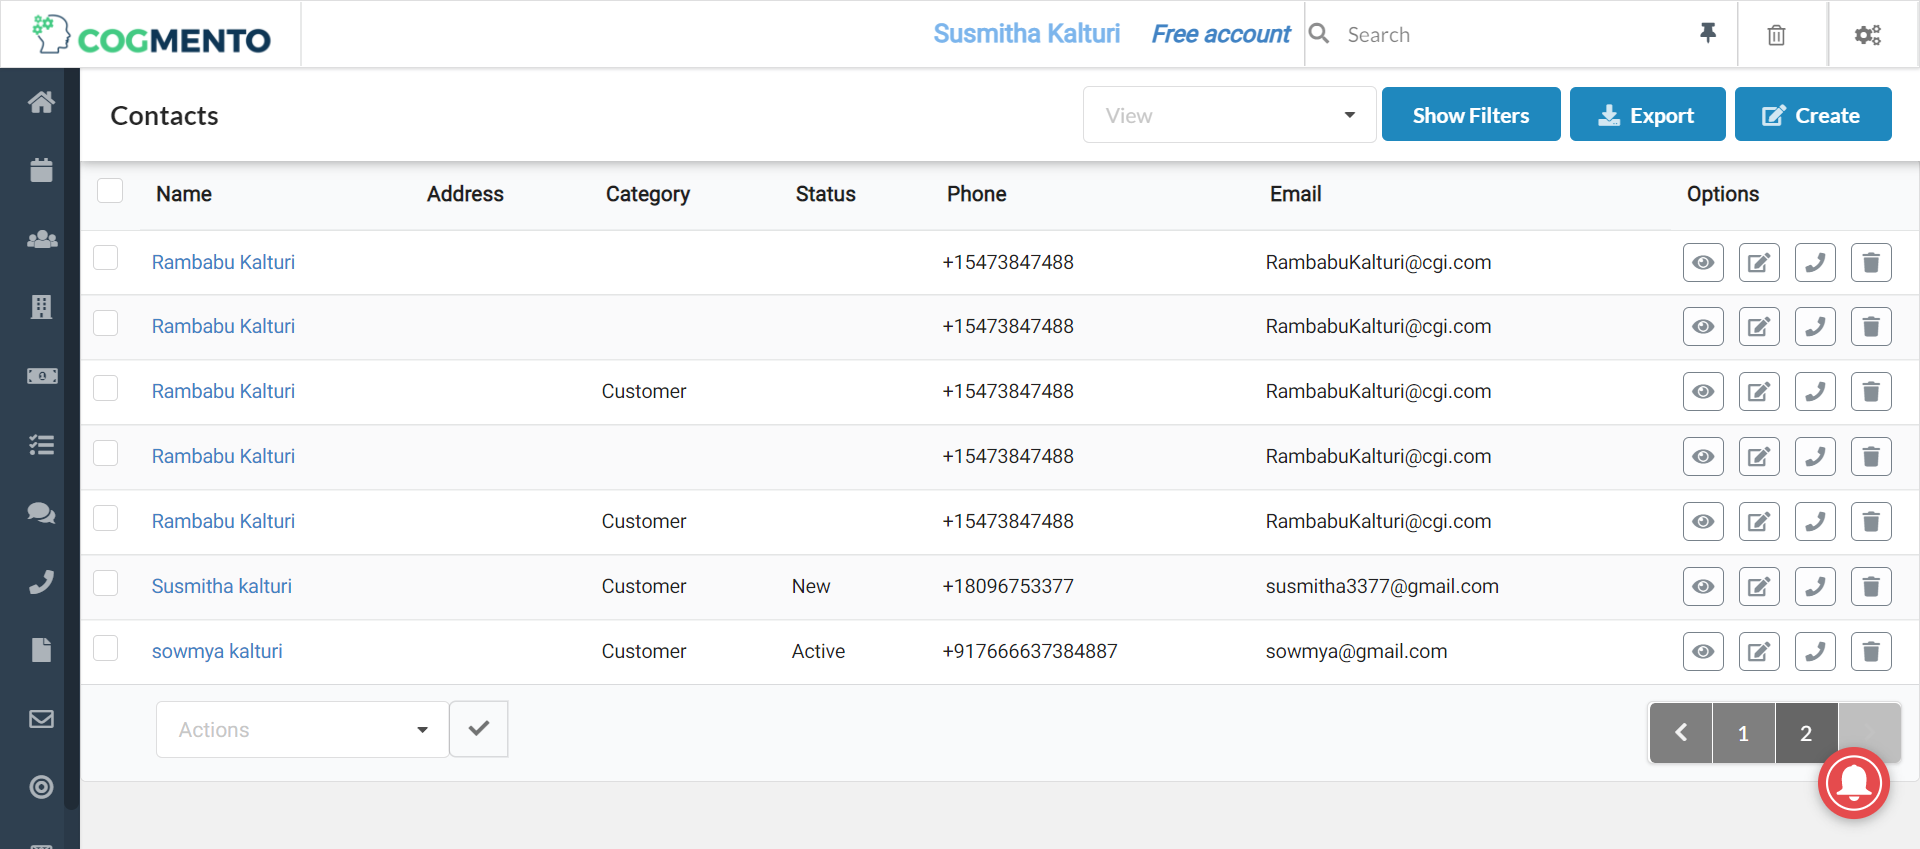 COGMENTO
Susmitha Kalturi Free account Search
Contacts View Show Filters Export Create
Name Address Category Status Phone Email Options
Rambabu Kalturi +15473847488 RambabuKalturi@cgi.com
Rambabu Kalturi +15473847488 RambabuKalturi@cgi.com
Rambabu Kalturi Customer +15473847488 RambabuKalturi@cgi.com
Rambabu Kalturi +15473847488 RambabuKalturi@cgi.com
Rambabu Kalturi Customer +15473847488 RambabuKalturi@cgi.com
Susmitha kalturi Customer New +18096753377 susmitha3377@gmail.com
sowmya kalturi Customer Active +917666637384887 sowmya@gmail.com
Actions 1 2